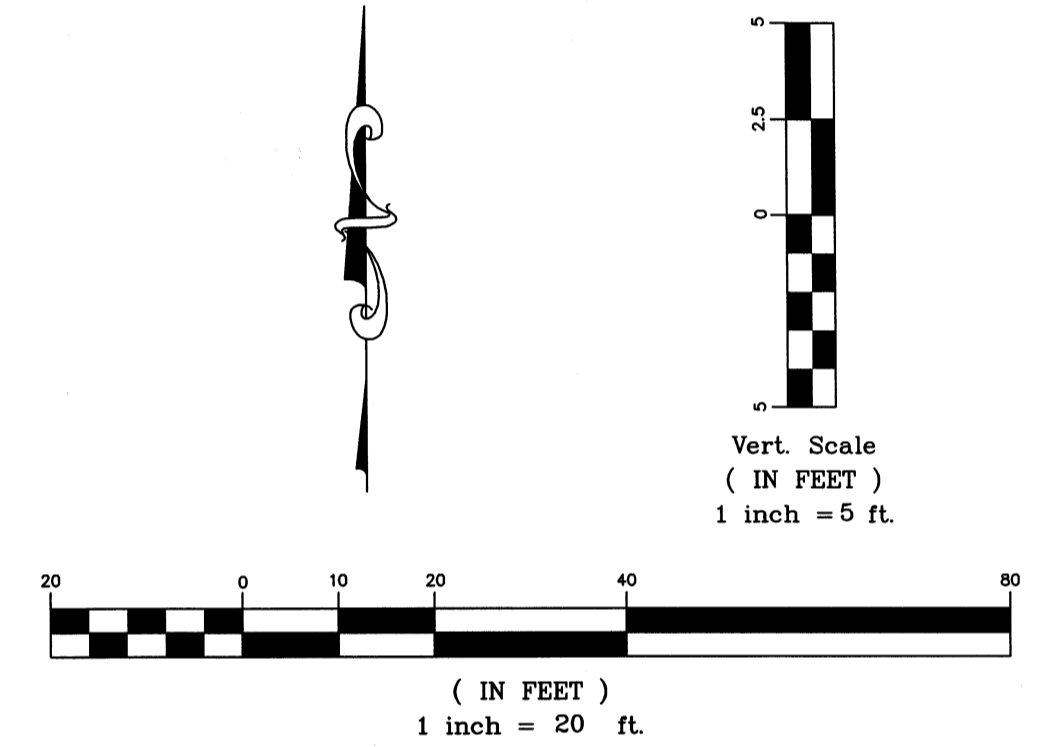 5
2.5
0
5
Vert. Scale
( IN FEET )
1 inch = 5 ft.
20 0 10 20 40 80
( IN FEET )
1 inch = 20 ft.